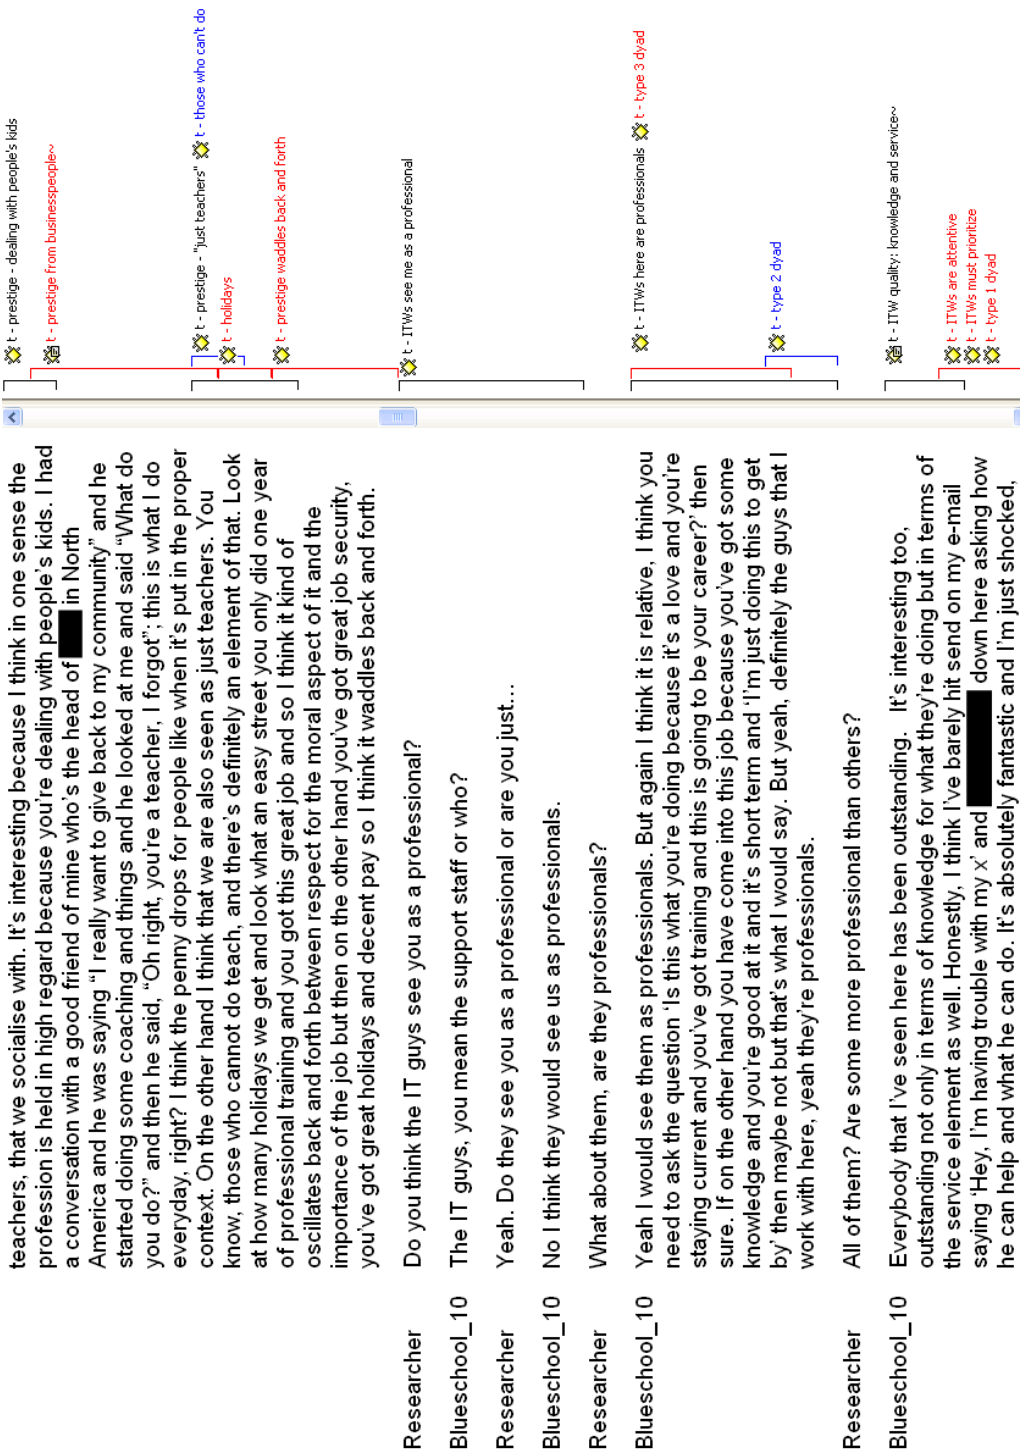 teachers, that we socialise with. It's interesting because I think in one sense the
profession is held in high regard because you're dealing with people's kids. I had
a conversation with a good friend of mine who's the head of in North
America and he was saying "I really want to give back to my community" and he
started doing some coaching and things and he looked at me and said "What do
you do?" and then he said, "Oh right, you're a teacher, I forgot"; this is what I do
everyday, right? I think the penny drops for people like when it's put in the proper
context. On the other hand I think that we are also seen as just teachers. You
know, those who cannot do teach, and there's definitely an element of that. Look
at how many holidays we get and look what an easy street you only did one year
of professional training and you got this great job and so I think it kind of
oscillates back and forth between respect for the moral aspect of it and the
importance of the job but then on the other hand you've got great job security,
you've got great holidays and decent pay so I think it waddles back and forth.
Researcher Do you think the IT guys see you as a professional?
Blueschool_10 The IT guys, you mean the support staff or who?
Researcher Yeah. Do they see you as a professional or are you just…
Blueschool_10 No I think they would see us as professionals.
Researcher What about them, are they professionals?
Blueschool_10 Yeah I would see them as professionals. But again I think it is relative, I think you
need to ask the question 'Is this what you're doing because it's a love and you're
staying current and you've got training and this is going to be your career?' then
sure. If on the other hand you have come into this job because you've got some
knowledge and you're good at it and it's short term and 'I'm just doing this to get
by' then maybe not but that's what I would say. But yeah, definitely the guys that I
work with here, yeah they're professionals.
Researcher All of them? Are some more professional than others?
Blueschool_10 Everybody that I've seen here has been outstanding. It's interesting too,
outstanding not only in terms of knowledge for what they're doing but in terms of
the service element as well. Honestly, I think I've barely hit send on my e-mail
saying 'Hey, I'm having trouble with my x' and down here asking how
he can help and what he can do. It's absolutely fantastic and I'm just shocked,
t - prestige - dealing with people's kids
t - prestige from businesspeople~
t - prestige - "just teachers" t - those who can't do
t - holidays
t - prestige waddles back and forth
t - ITWs see me as a professional
t - ITWs here are professionals t - type 3 dyad
t - type 2 dyad
t - ITW quality: knowledge and service~
t - ITWs are attentive
t - ITWs must prioritize
t - type 1 dyad